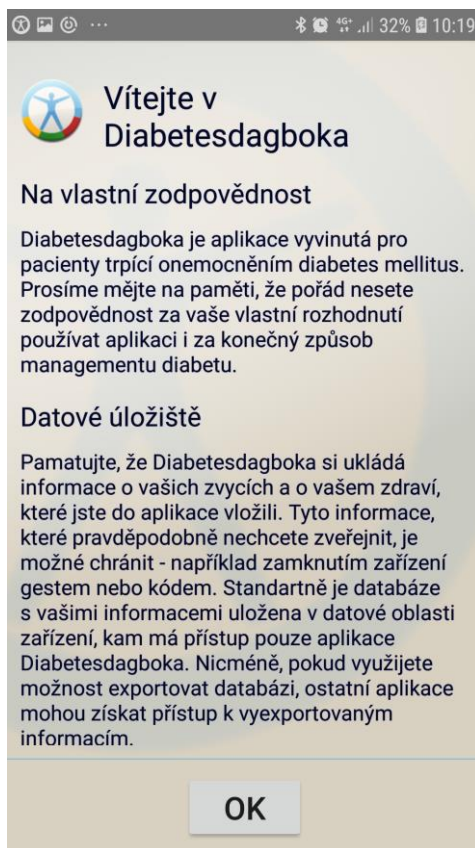 4G+ 32% 10:19
Vítejte v
Diabetesdagboka
Na vlastní zodpovědnost
Diabetesdagboka je aplikace vyvinutá pro
pacienty trpící onemocněním diabetes mellitus.
Prosíme mějte na paměti, že pořád nesete
zodpovědnost za vaše vlastní rozhodnutí
používat aplikaci i za konečný způsob
managementu diabetu.
Datové úložiště
Pamatujte, že Diabetesdagboka si ukládá
informace o vašich zvycích a o vašem zdraví,
které jste do aplikace vložili. Tyto informace,
které pravděpodobně nechcete zveřejnit, je
možné chránit - například zamknutím zařízení
gestem nebo kódem. Standartně je databáze
s vašimi informacemi uložena v datové oblasti
zařízení, kam má přístup pouze aplikace
Diabetesdagboka. Nicméně, pokud využijete
možnost exportovat databázi, ostatní aplikace
mohou získat přístup k vyexportovaným
informacím.
OK